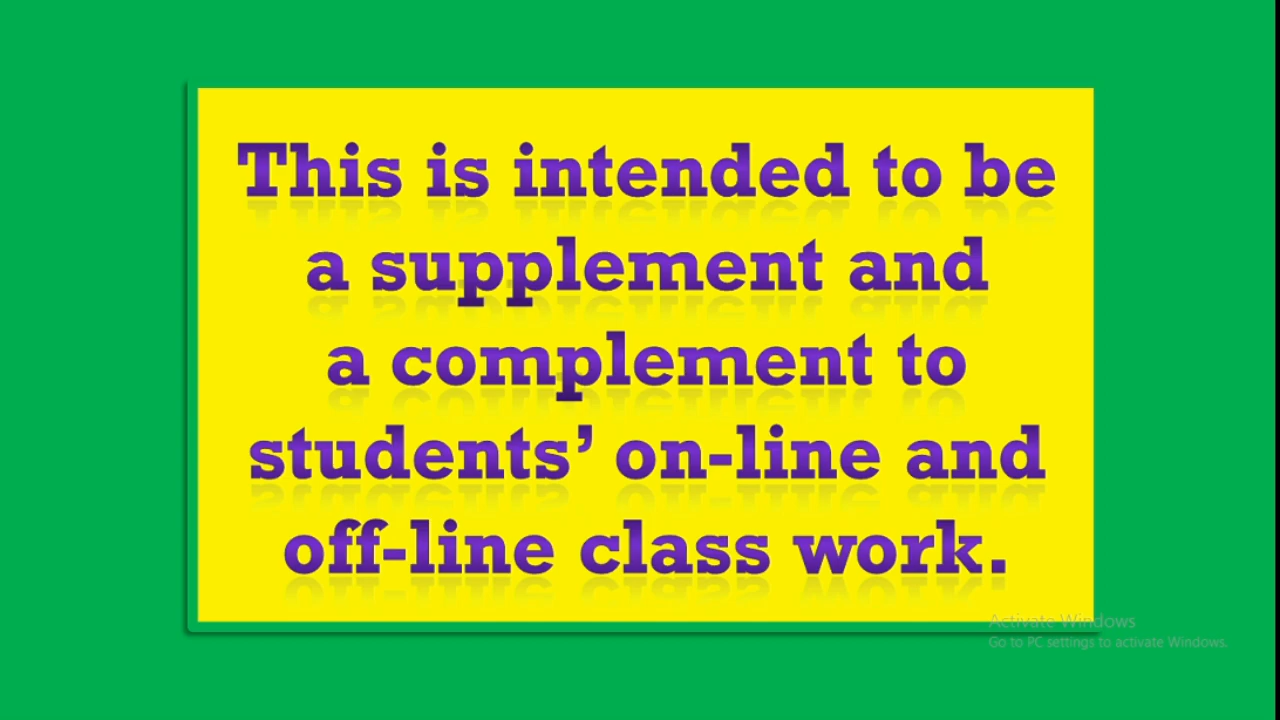 This is intended to be
a supplement and
a complement to
students’ on-line and
off-line class work.
Activate Windows
Go to PC settings to activate Windows.